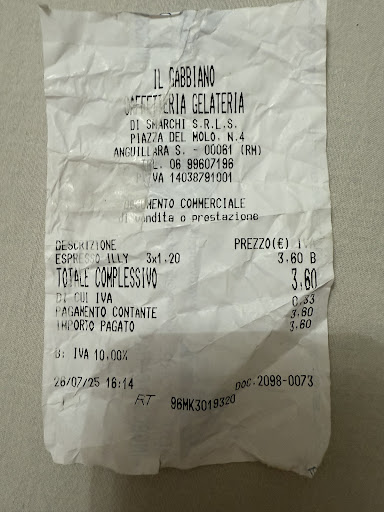 IL GABBIANO
CAFFETTERIA GELATERIA
DI SMARCHI S.R.L.S.
PIAZZA DEL MOLO, N.4
ANGUILLARA S. - 00061 (RM)
TEL. 06 99607196
P.IVA 14038791001
DOCUMENTO COMMERCIALE
di vendita o prestazione
DESCRIZIONE PREZZO(€) IVA
ESPRESSO ILLY 3x1.20 3.60 B
TOTALE COMPLESSIVO 3.60
DI CUI IVA 0.33
PAGAMENTO CONTANTE 3.60
IMPORTO PAGATO 3.60
B: IVA 10.00%
26/07/25 16:14 DOC.2098-0073
RT 96MK3019320